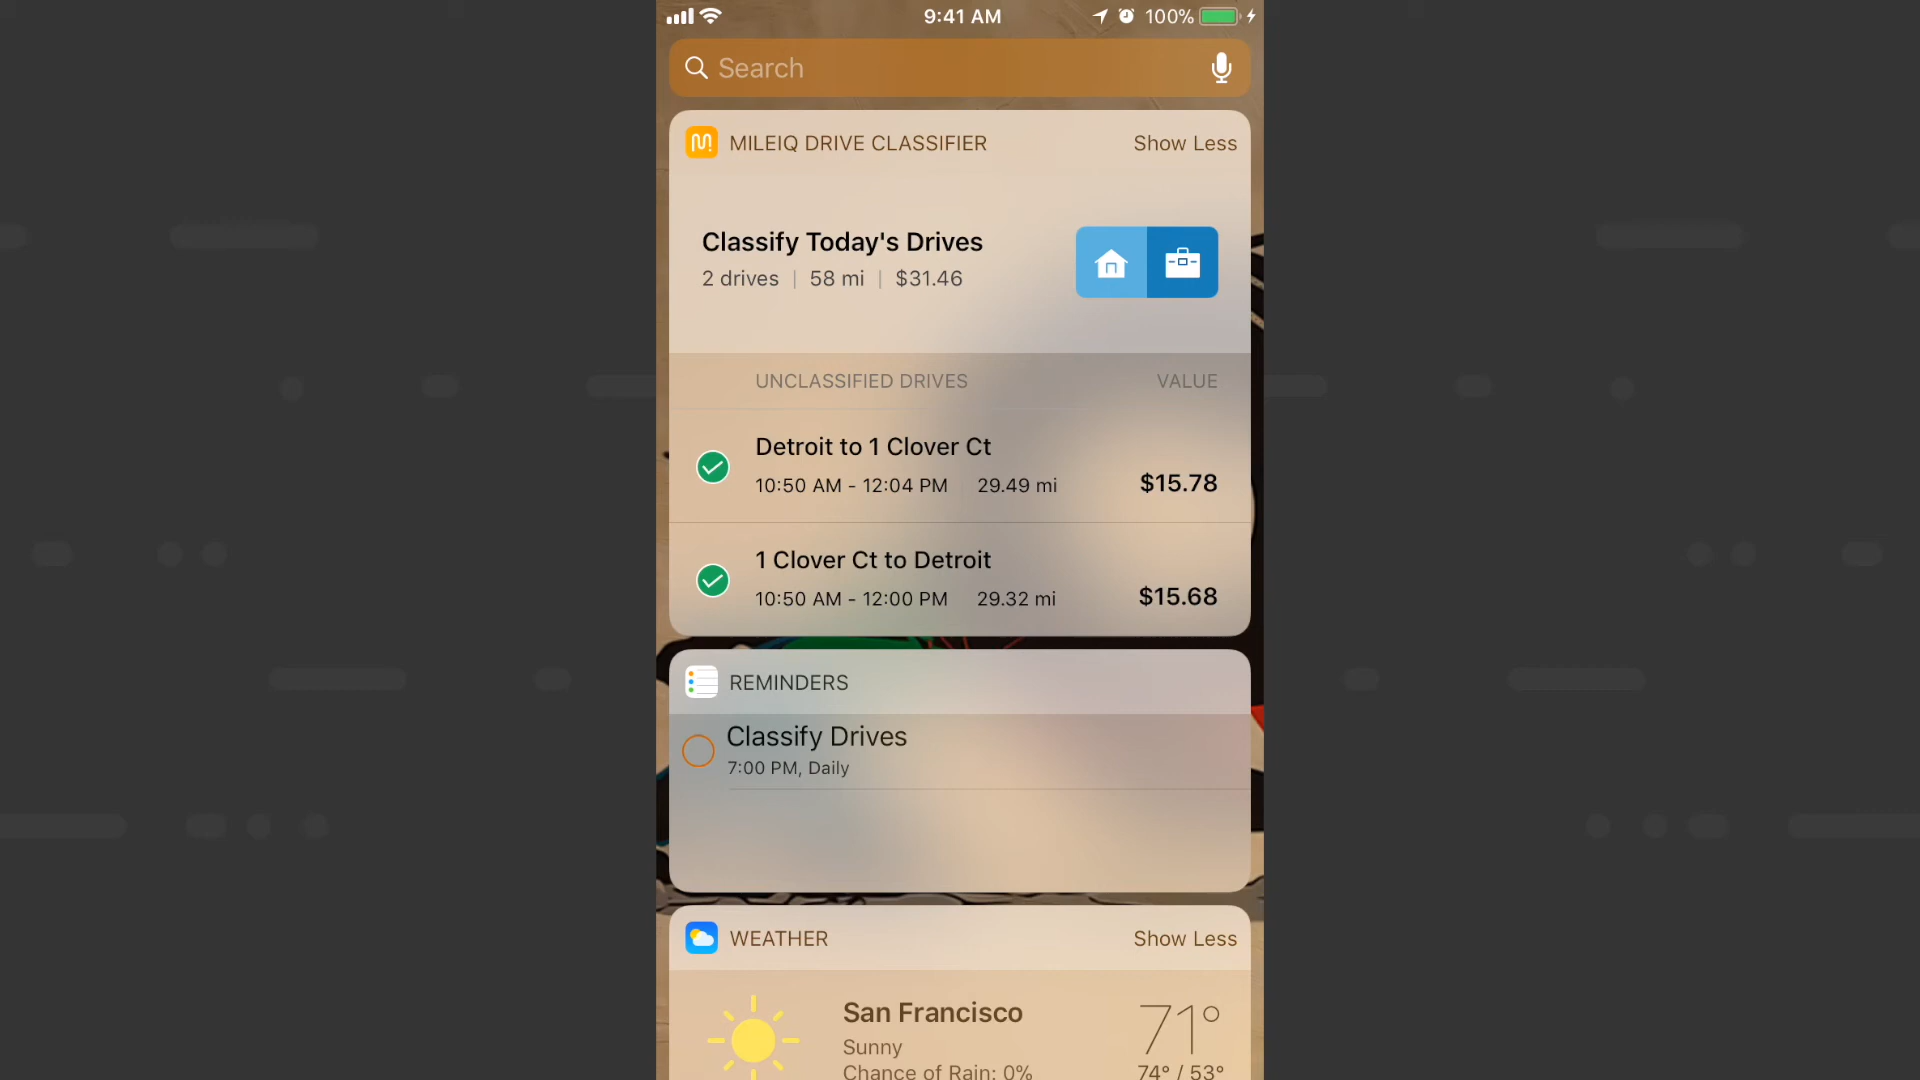 9:41 AM 100%
Search
MILEIQ DRIVE CLASSIFIER Show Less
Classify Today's Drives
2 drives | 58 mi | $31.46
UNCLASSIFIED DRIVES VALUE
Detroit to 1 Clover Ct
10:50 AM - 12:04 PM 29.49 mi $15.78
1 Clover Ct to Detroit
10:50 AM - 12:00 PM 29.32 mi $15.68
REMINDERS
Classify Drives
7:00 PM, Daily
WEATHER Show Less
San Francisco 71°
Sunny
Chance of Rain: 0% 74° / 53°